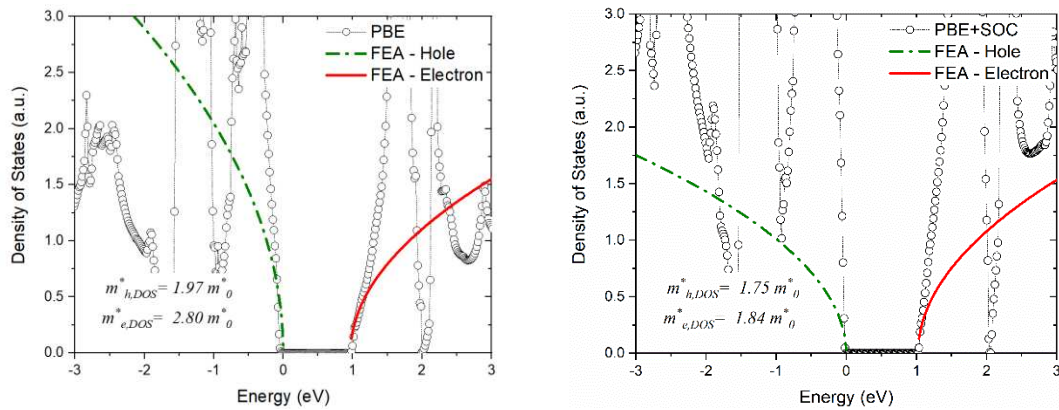 3.0
2.5
2.0
1.5
1.0
0.5
0.0
Density of States (a.u.)
PBE
FEA - Hole
FEA - Electron
m*h,DOS= 1.97 m*0
m*e,DOS= 2.80 m*0
-3 -2 -1 0 1 2 3
Energy (eV)
3.0
2.5
2.0
1.5
1.0
0.5
0.0
Density of States (a.u.)
PBE+SOC
FEA - Hole
FEA - Electron
m*h,DOS= 1.75 m*0
m*e,DOS= 1.84 m*0
-3 -2 -1 0 1 2 3
Energy (eV)